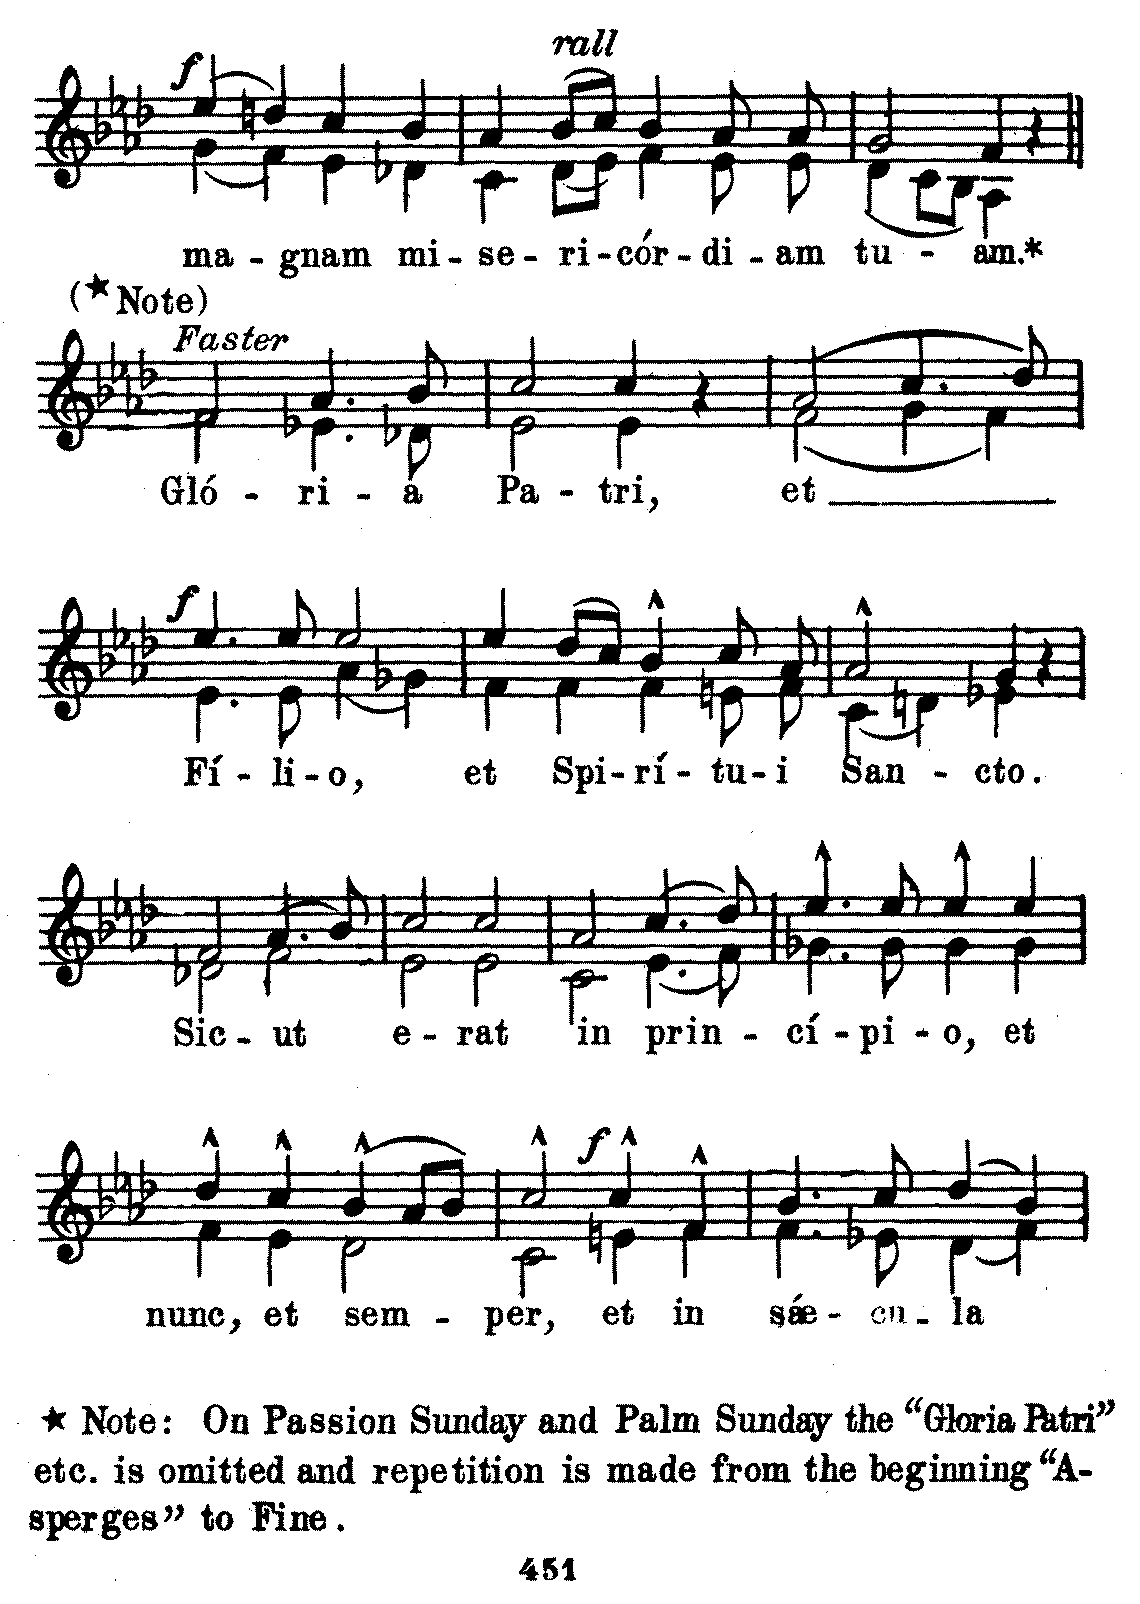 f rall
ma - gnam mi - se - ri - cór - di - am tu - am.*
(★ Note)
Faster
Gló - ri - a Pa - tri, et
f
Fí - li - o, et Spi - rí - tu - i San - cto.
Sic - ut e - rat in prin - cí - pi - o, et
f
nunc, et sem - per, et in sǽ - cu - la
★ Note: On Passion Sunday and Palm Sunday the “Gloria Patri”
etc. is omitted and repetition is made from the beginning “A-
sperges” to Fine.
451